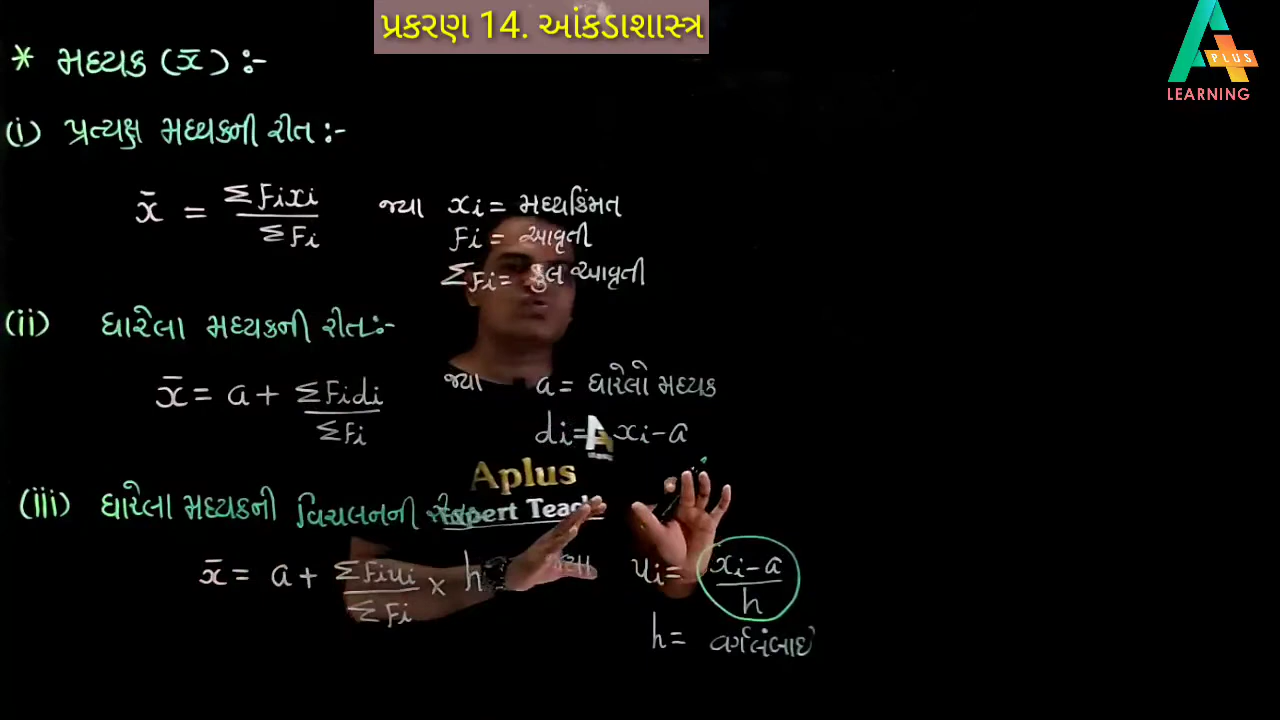 પ્રકરણ 14. આંકડાશાસ્ત્ર
A
PLUS
LEARNING
* મધ્યક (x̄) :-
(i) પ્રત્યક્ષ મધ્યકની રીત :-
x̄ = Σfixi / Σfi જ્યા xi = મધ્યકિંમત
fi = આવૃતી
Σfi = કુલ આવૃતી
(ii) ધારેલા મધ્યકની રીત:-
x̄ = a + Σfidi / Σfi જ્યા a = ધારેલો મધ્યક
di = xi - a
A
Aplus
(iii) ધારેલા મધ્યકની વિચલનની
x̄ = a + Σfiui / Σfi × h જ્યા ui = xi - a / h
h = વર્ગલંબાઇ